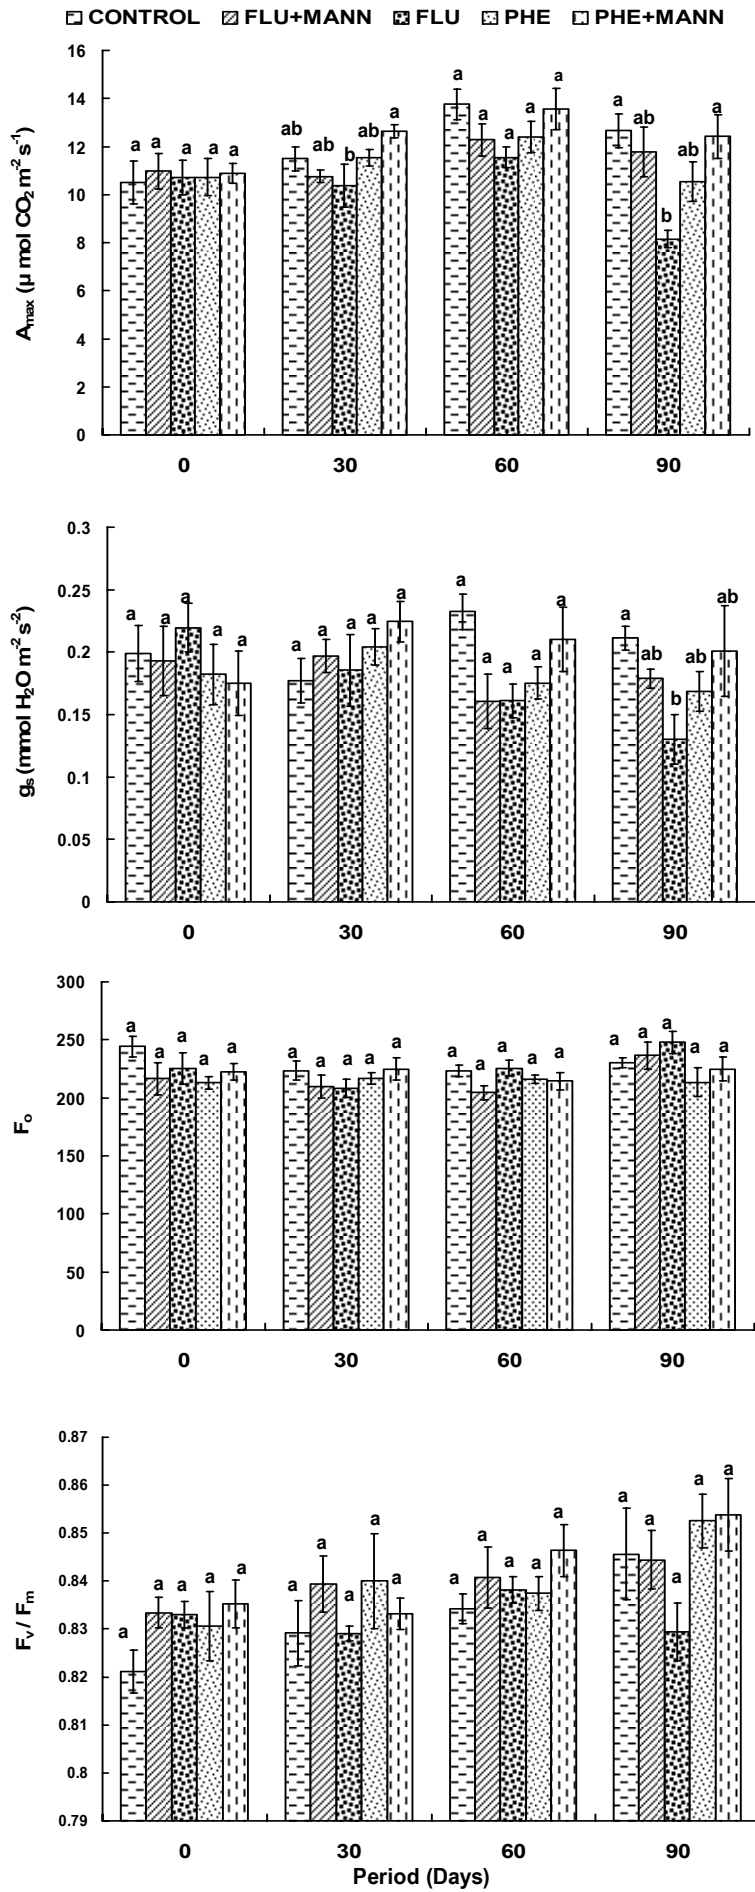 CONTROL FLU+MANN FLU PHE PHE+MANN
16
14
12
10
8
6
4
2
0
A max (µ mol CO2 m-2 s-1)
a a a a a
ab ab b ab a
a a a a a
a ab b ab a
0 30 60 90
0.3
0.25
0.2
0.15
0.1
0.05
0
gs (mmol H2O m-2 s-2)
a a a a a
a a a a a
a a a a a
a ab b ab ab
0 30 60 90
300
250
200
150
100
50
0
Fo
a a a a a
a a a a a
a a a a a
a a a a a
0 30 60 90
0.87
0.86
0.85
0.84
0.83
0.82
0.81
0.8
0.79
Fv / Fm
a a a a a
a a a a a
a a a a a
a a a a a
0 30 60 90
Period (Days)